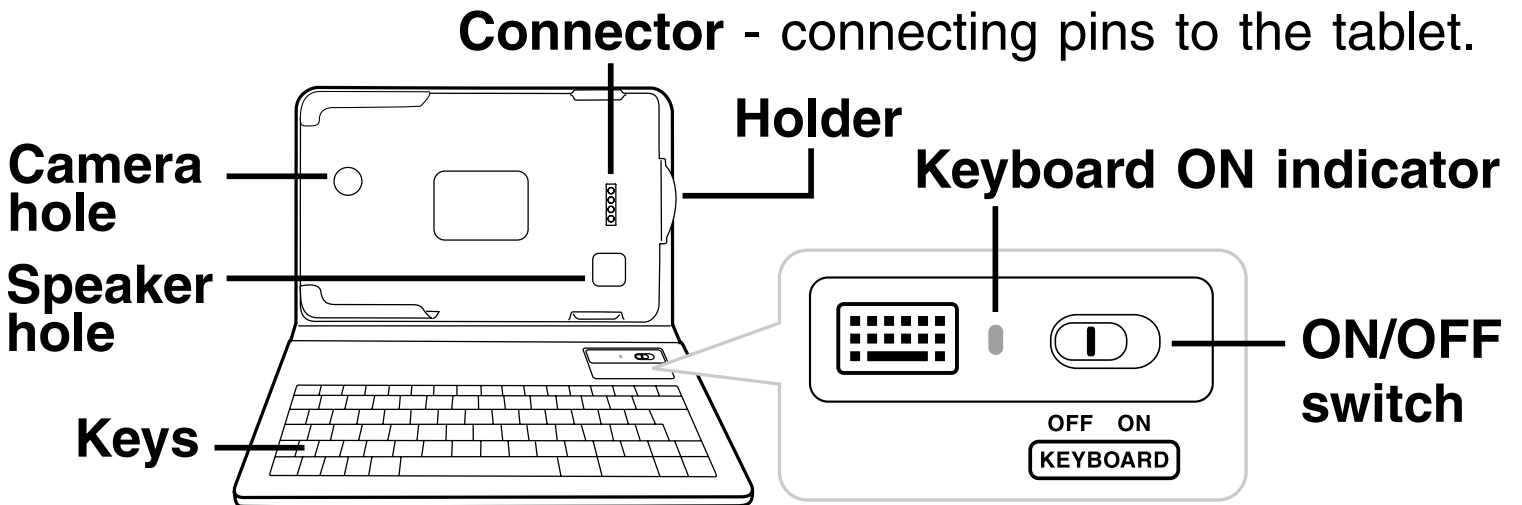 Connector - connecting pins to the tablet.
Holder
Camera
hole
Keyboard ON indicator
Speaker
hole
ON/OFF
switch
Keys
OFF ON
KEYBOARD